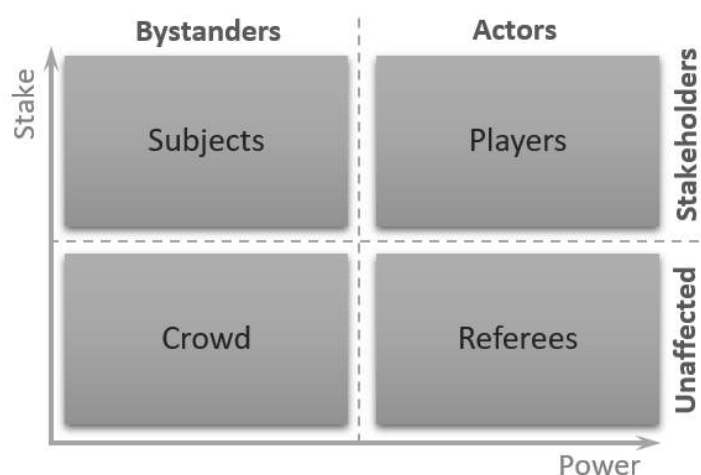 Bystanders
Actors
Stake
Subjects
Players
Stakeholders
Crowd
Referees
Unaffected
Power